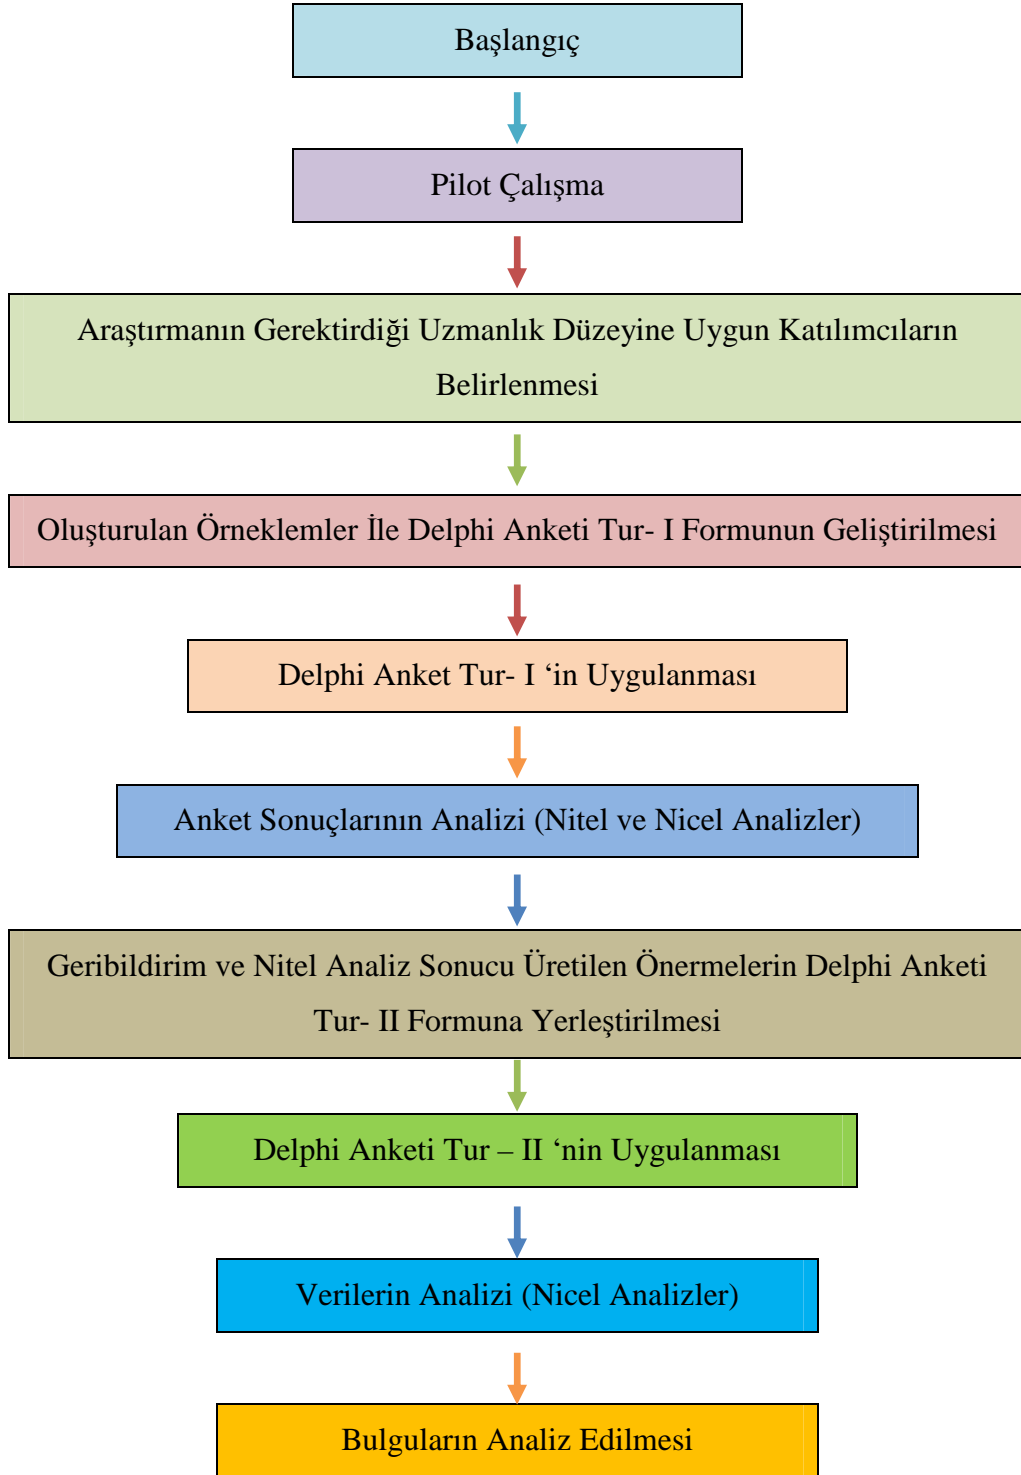 Başlangıç
Pilot Çalışma
Araştırmanın Gerektirdiği Uzmanlık Düzeyine Uygun Katılımcıların
Belirlenmesi
Oluşturulan Örneklemler İle Delphi Anketi Tur- I Formunun Geliştirilmesi
Delphi Anket Tur- I ‘in Uygulanması
Anket Sonuçlarının Analizi (Nitel ve Nicel Analizler)
Geribildirim ve Nitel Analiz Sonucu Üretilen Önermelerin Delphi Anketi
Tur- II Formuna Yerleştirilmesi
Delphi Anketi Tur – II ‘nin Uygulanması
Verilerin Analizi (Nicel Analizler)
Bulguların Analiz Edilmesi